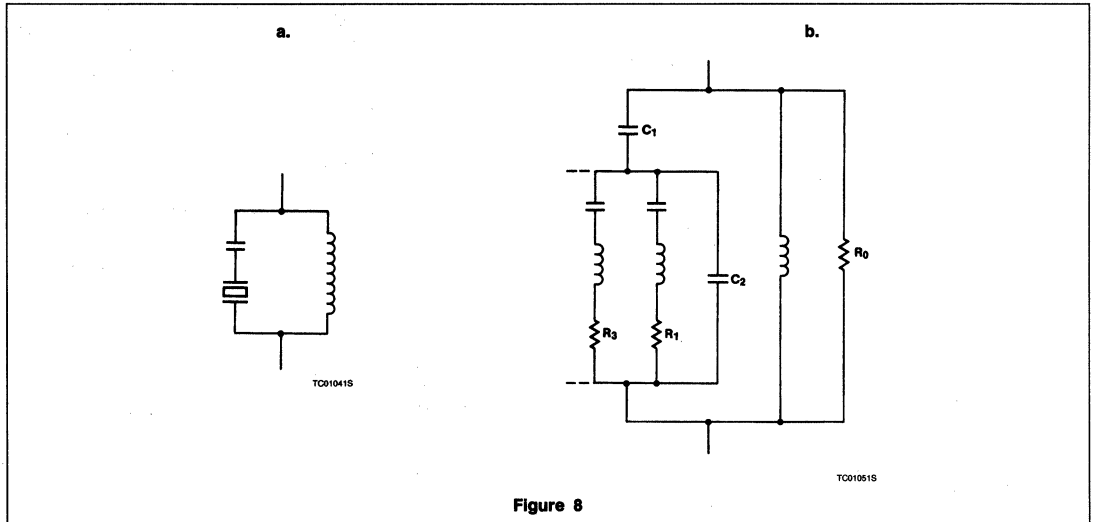 a.
b.
C1
C2
R0
R3
R1
TC01041S
TC01051S
Figure 8